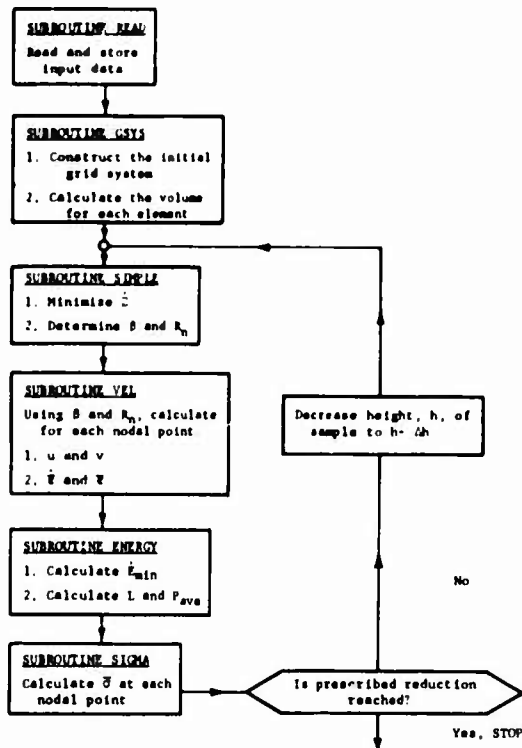 SUBROUTINE READ
Read and store
input data
SUBROUTINE GSYS
1. Construct the initial
grid system
2. Calculate the volume
for each element
SUBROUTINE SIMPLE
1. Minimise Ė
2. Determine β and Rn
SUBROUTINE VEL
Using β and Rn, calculate
for each nodal point
1. u and v
2. ε̇ and ε̄
SUBROUTINE ENERGY
1. Calculate Ėmin
2. Calculate L and Pave
SUBROUTINE SIGMA
Calculate σ̄ at each
nodal point
Decrease height, h, of
sample to h- Δh
No
Is prescribed reduction
reached?
Yes, STOP